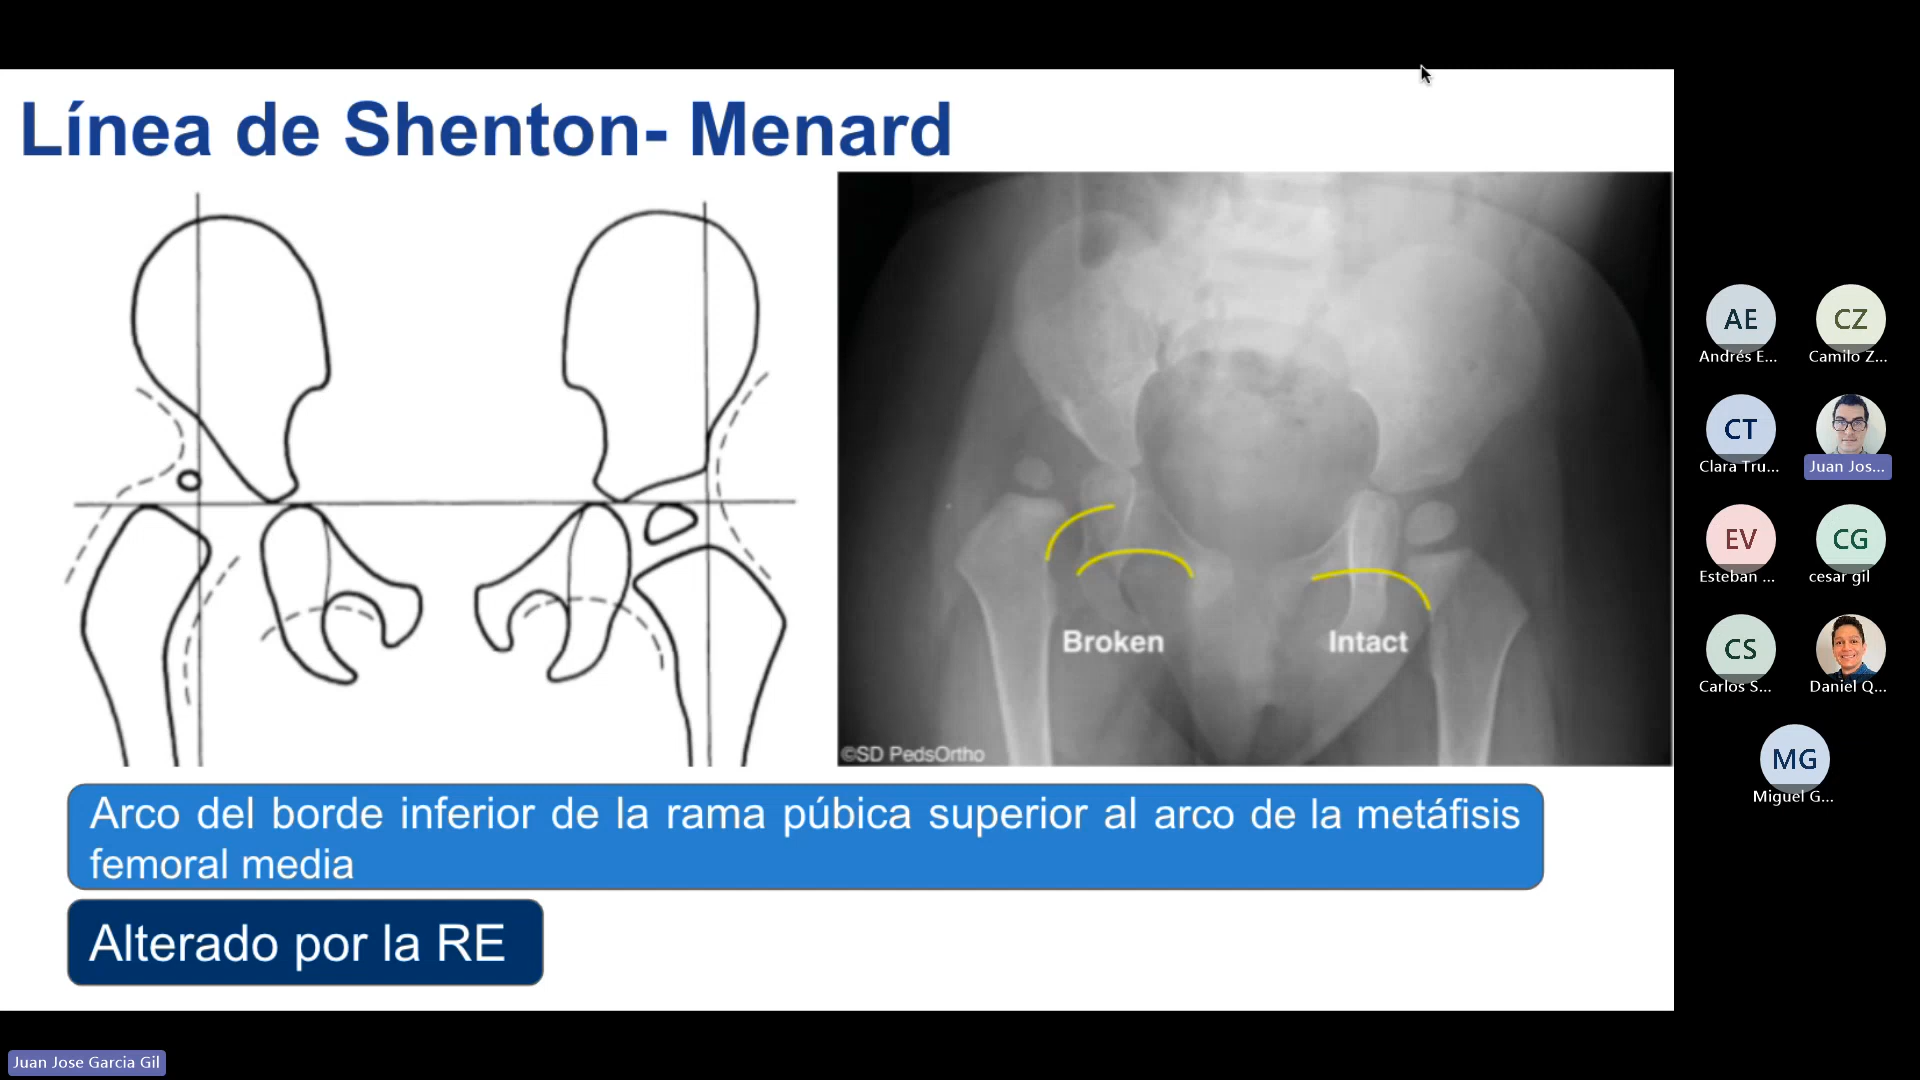 Línea de Shenton- Menard
Broken
Intact
©SD PedsOrtho
Arco del borde inferior de la rama púbica superior al arco de la metáfisis
femoral media
Alterado por la RE
AE
Andrés E...
CZ
Camilo Z...
CT
Clara Tru...
Juan Jos...
EV
Esteban ...
CG
cesar gil
CS
Carlos S...
Daniel Q...
MG
Miguel G...
Juan Jose Garcia Gil